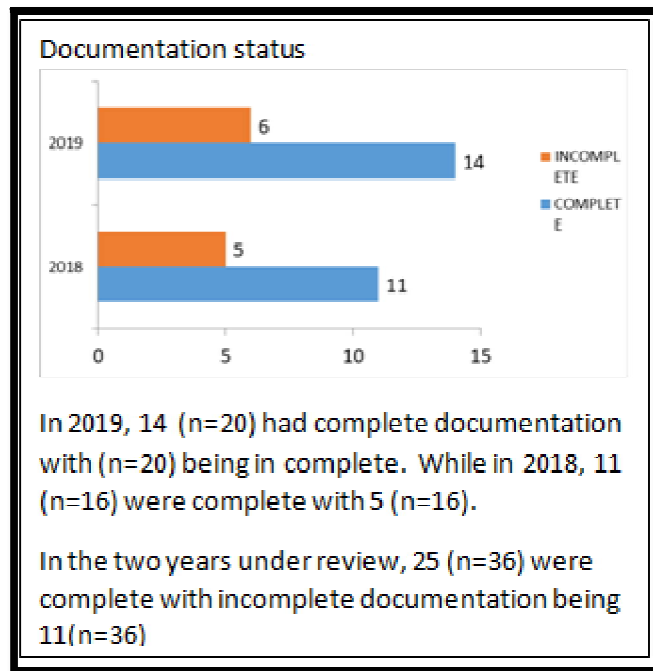 Documentation status
2019
6
14
INCOMPL
ETE
COMPLET
E
2018
5
11
0 5 10 15
In 2019, 14 (n=20) had complete documentation
with (n=20) being in complete. While in 2018, 11
(n=16) were complete with 5 (n=16).
In the two years under review, 25 (n=36) were
complete with incomplete documentation being
11(n=36)